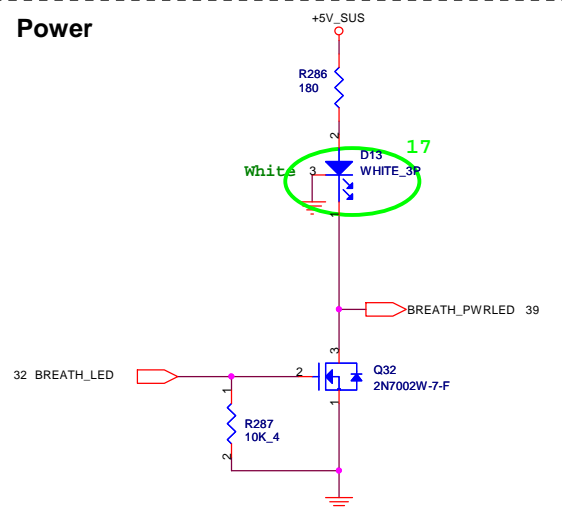 Power
+5V_SUS
R286
180
2
17
D13
White
3
WHITE_3P
1
BREATH_PWRLED 39
3
32 BREATH_LED
2
Q32
2N7002W-7-F
1
1
R287
10K_4
2